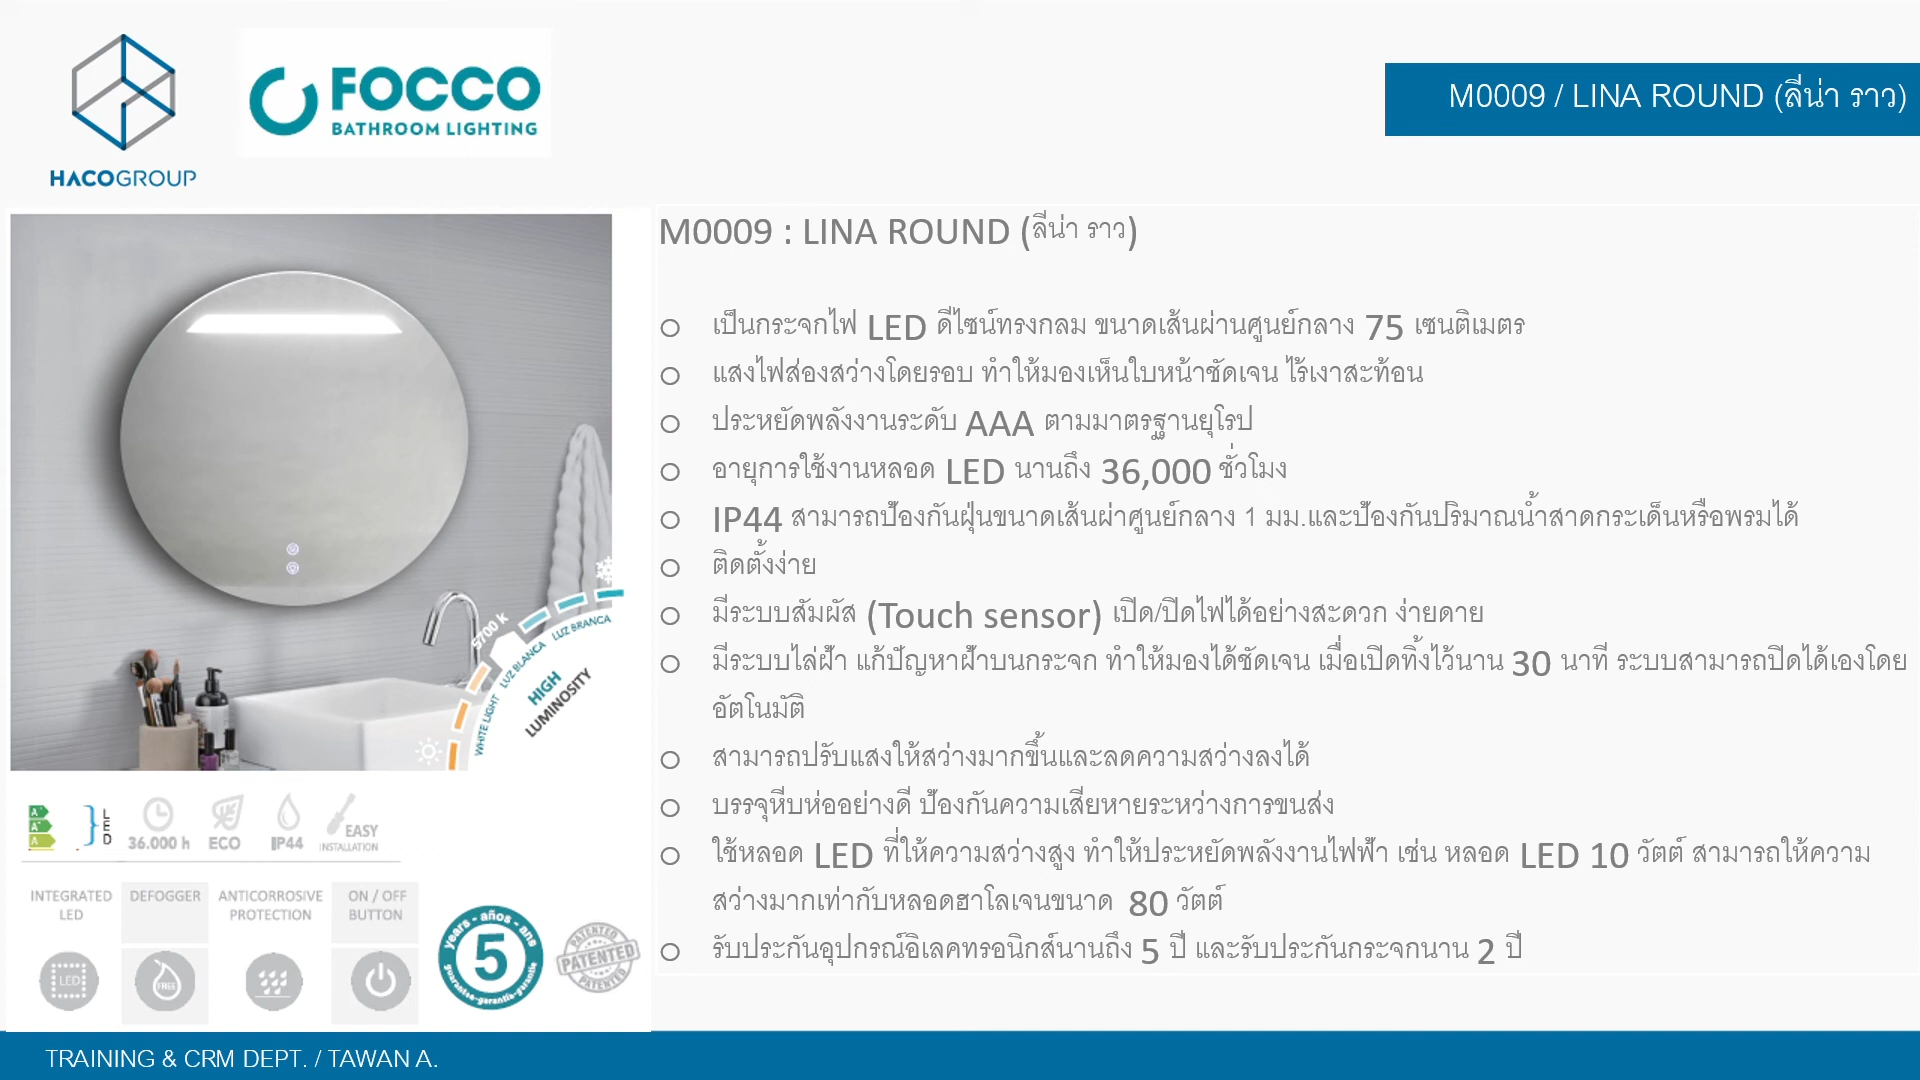 HACOGROUP
FOCCO
BATHROOM LIGHTING
M0009 / LINA ROUND (ลีน่า ราว)
M0009 : LINA ROUND (ลีน่า ราว)
o เป็นกระจกไฟ LED ดีไซน์ทรงกลม ขนาดเส้นผ่านศูนย์กลาง 75 เซนติเมตร
o แสงไฟส่องสว่างโดยรอบ ทำให้มองเห็นใบหน้าชัดเจน ไร้เงาสะท้อน
o ประหยัดพลังงานระดับ AAA ตามมาตรฐานยุโรป
o อายุการใช้งานหลอด LED นานถึง 36,000 ชั่วโมง
o IP44 สามารถป้องกันฝุ่นขนาดเส้นผ่าศูนย์กลาง 1 มม.และป้องกันปริมาณน้ำสาดกระเด็นหรือพรมได้
o ติดตั้งง่าย
o มีระบบสัมผัส (Touch sensor) เปิด/ปิดไฟได้อย่างสะดวก ง่ายดาย
o มีระบบไล่ฝ้า แก้ปัญหาฝ้าบนกระจก ทำให้มองได้ชัดเจน เมื่อเปิดทิ้งไว้นาน 30 นาที ระบบสามารถปิดได้เองโดย
อัตโนมัติ
o สามารถปรับแสงให้สว่างมากขึ้นและลดความสว่างลงได้
o บรรจุหีบห่ออย่างดี ป้องกันความเสียหายระหว่างการขนส่ง
o ใช้หลอด LED ที่ให้ความสว่างสูง ทำให้ประหยัดพลังงานไฟฟ้า เช่น หลอด LED 10 วัตต์ สามารถให้ความ
สว่างมากเท่ากับหลอดฮาโลเจนขนาด 80 วัตต์
o รับประกันอุปกรณ์อิเลคทรอนิกส์นานถึง 5 ปี และรับประกันกระจกนาน 2 ปี
5700 k
WHITE LIGHT LUZ BLANCA LUZ BRANCA
HIGH
LUMINOSITY
A
A
A
LED
36.000 h
ECO
IP44
EASY
INSTALLATION
INTEGRATED
LED
DEFOGGER
ANTICORROSIVE
PROTECTION
ON / OFF
BUTTON
LED
FREE
years - años - ans
5
guarantee-garantía-garantie
PATENTED
PATENTED
PATENTED
TRAINING & CRM DEPT. / TAWAN A.